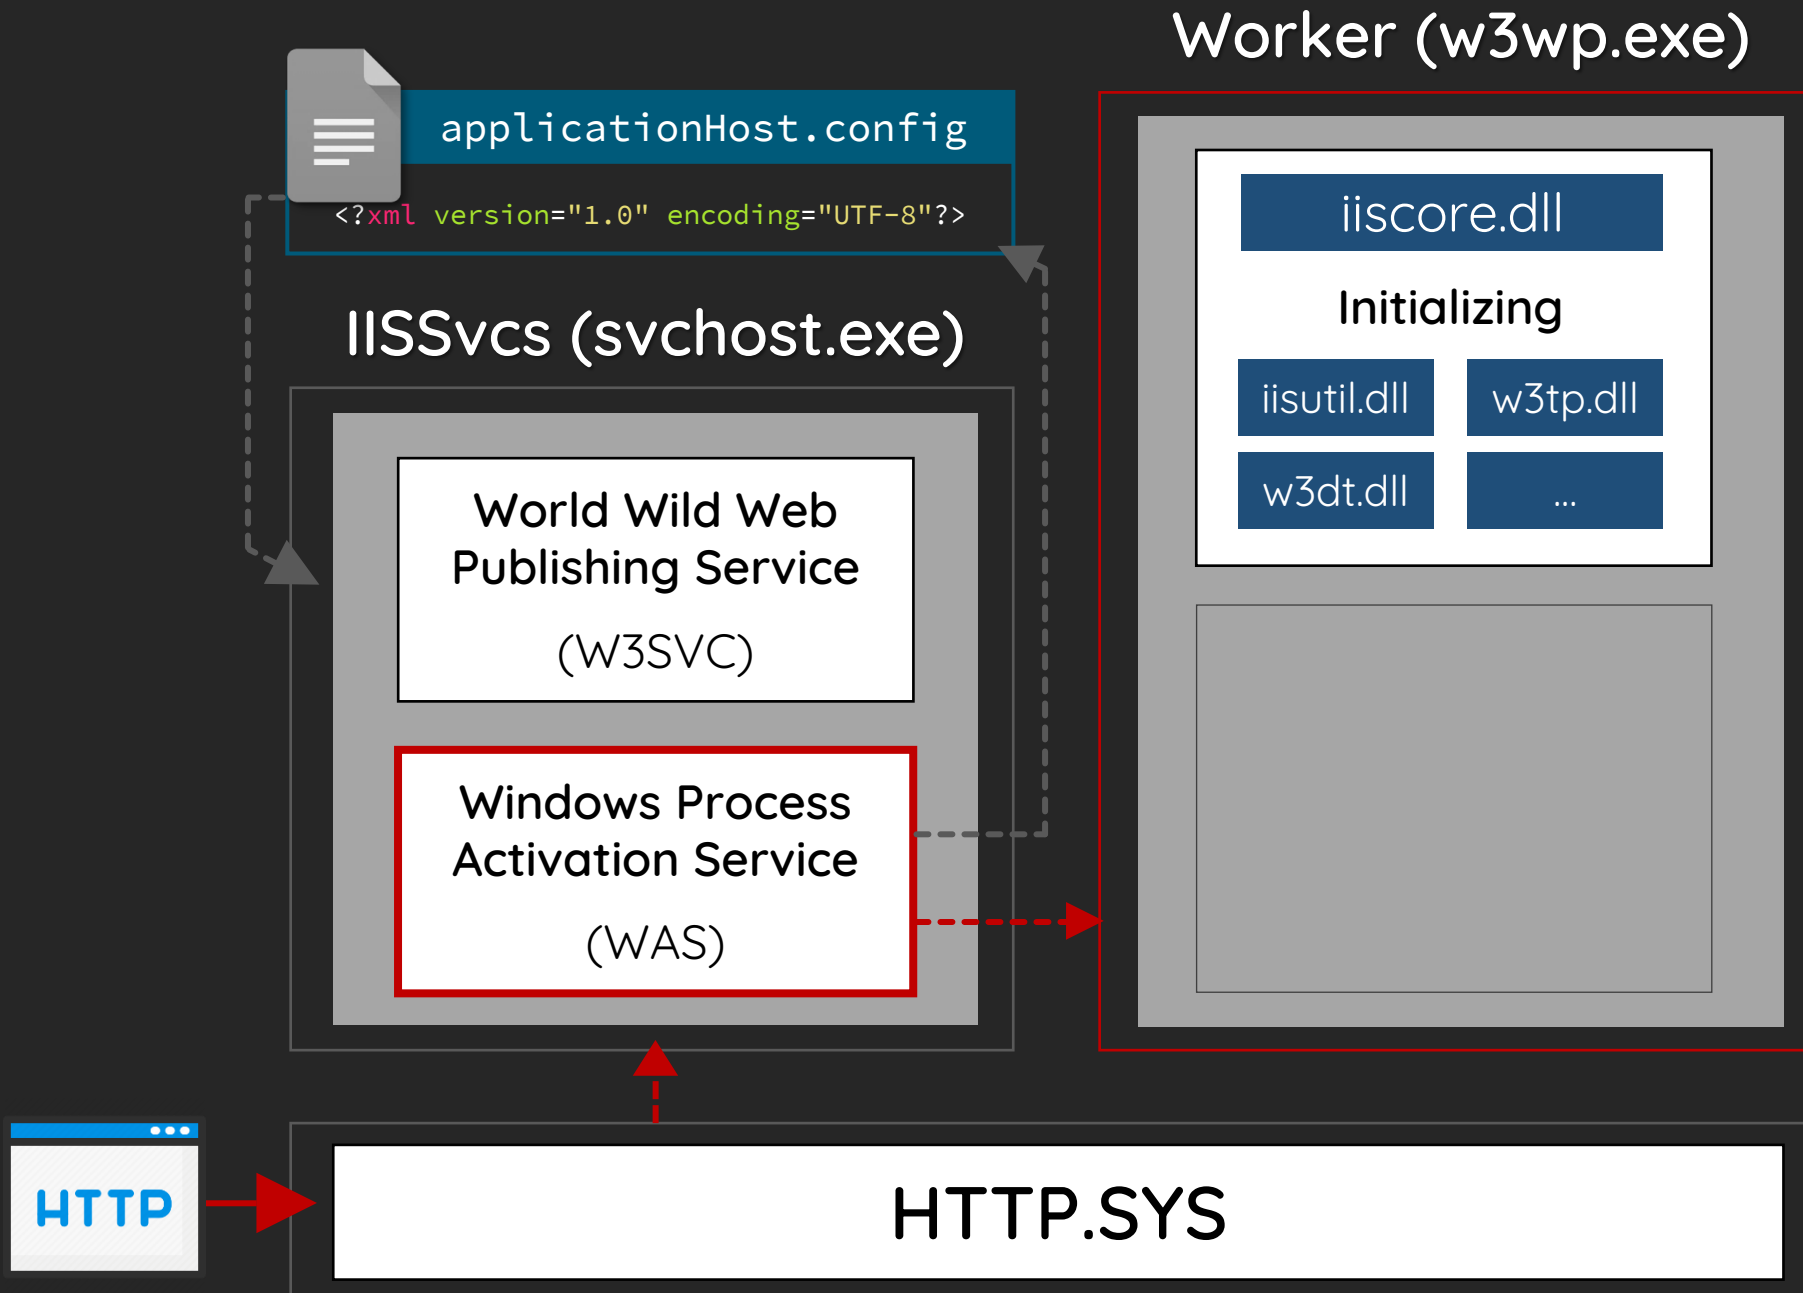 Worker (w3wp.exe)
applicationHost.config
<?xml version="1.0" encoding="UTF-8"?>
iiscore.dll
Initializing
iisutil.dll
w3tp.dll
w3dt.dll
...
IISSvcs (svchost.exe)
World Wild Web
Publishing Service
(W3SVC)
Windows Process
Activation Service
(WAS)
HTTP
HTTP.SYS